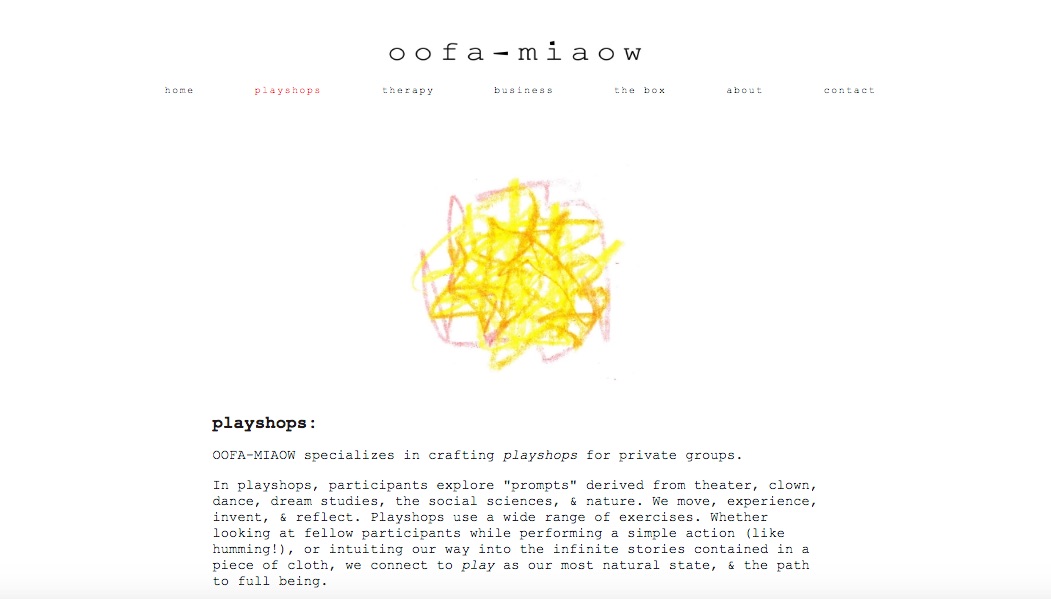 oofa-miaow
home playshops therapy business the box about contact
playshops:
OOFA-MIAOW specializes in crafting playshops for private groups.
In playshops, participants explore "prompts" derived from theater, clown,
dance, dream studies, the social sciences, & nature. We move, experience,
invent, & reflect. Playshops use a wide range of exercises. Whether
looking at fellow participants while performing a simple action (like
humming!), or intuiting our way into the infinite stories contained in a
piece of cloth, we connect to play as our most natural state, & the path
to full being.